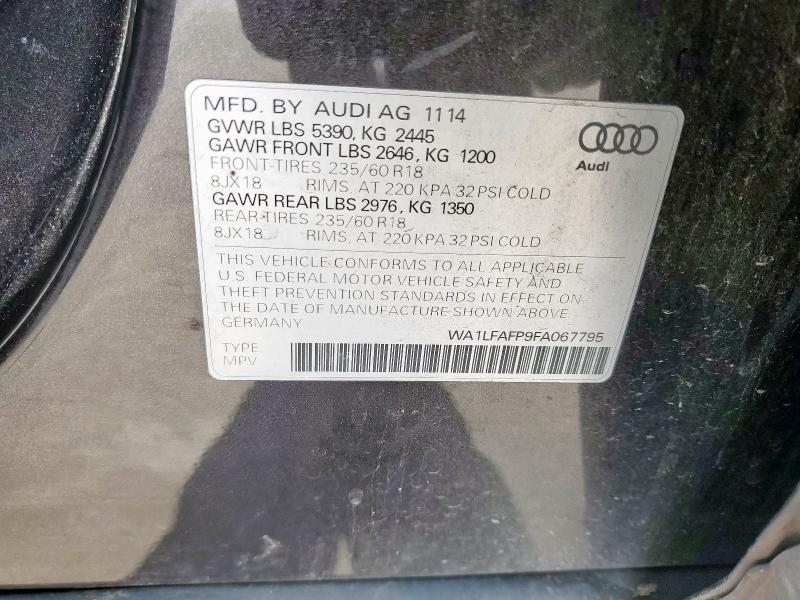 MFD. BY AUDI AG 11 14
GVWR LBS 5390, KG 2445
GAWR FRONT LBS 2646, KG 1200
FRONT-TIRES 235/60 R18
8JX18 RIMS, AT 220 KPA 32 PSI COLD
GAWR REAR LBS 2976, KG 1350
REAR-TIRES 235/60 R18
8JX18 RIMS, AT 220 KPA 32 PSI COLD
Audi
THIS VEHICLE CONFORMS TO ALL APPLICABLE
U.S. FEDERAL MOTOR VEHICLE SAFETY AND
THEFT PREVENTION STANDARDS IN EFFECT ON
THE DATE OF MANUFACTURE SHOWN ABOVE
GERMANY
WA1LFAFP9FA067795
TYPE
MPV